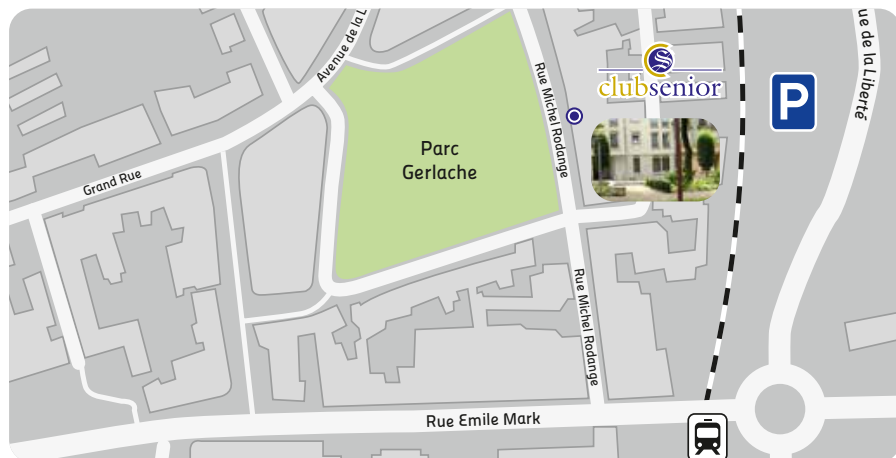 Avenue de la L
Rue Michel Rodange
clubsenior
P
ue de la Liberté
Parc
Gerlache
Grand Rue
Rue Michel Rodange
Rue Emile Mark